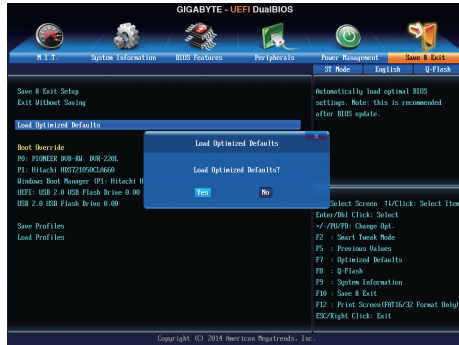 GIGABYTE - UEFI DualBIOS
M.I.T. System Information BIOS Features Peripherals Power Management Save & Exit
ST Mode English Q-Flash
Save & Exit Setup
Exit Without Saving
Load Optimized Defaults
Boot Override
P0: PIONEER DVD-RW DVR-220L
P1: Hitachi HDS721050CLA660
Windows Boot Manager (P1: Hitachi H
UEFI: USB 2.0 USB Flash Drive 0.00
USB 2.0 USB Flash Drive 0.00
Save Profiles
Load Profiles
Load Optimized Defaults
X
Load Optimized Defaults?
Yes No
Automatically load optimal BIOS
settings. Note: this is recommended
after BIOS update.
Select Screen ↑↓/Click: Select Item
Enter/Dbl Click: Select
+/-/PU/PD: Change Opt.
F2 : Smart Tweak Mode
F5 : Previous Values
F7 : Optimized Defaults
F8 : Q-Flash
F9 : System Information
F10 : Save & Exit
F12 : Print Screen(FAT16/32 Format Only)
ESC/Right Click: Exit
Copyright (C) 2014 American Megatrends, Inc.